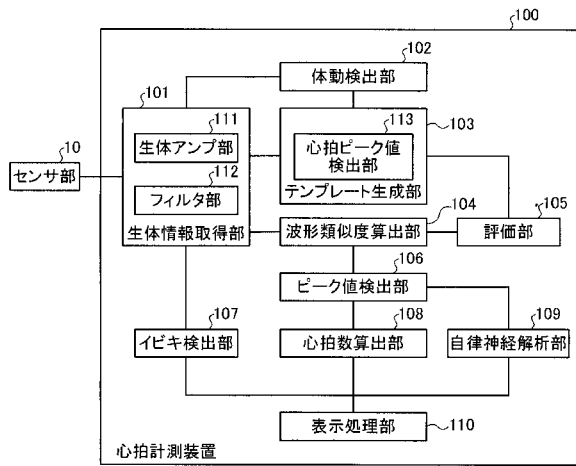 100
102
体動検出部
101
111
生体アンプ部
112
フィルタ部
生体情報取得部
113
心拍ピーク値
検出部
テンプレート生成部
103
10
センサ部
波形類似度算出部
104
105
評価部
106
ピーク値検出部
107
イビキ検出部
108
心拍数算出部
109
自律神経解析部
表示処理部
110
心拍計測装置